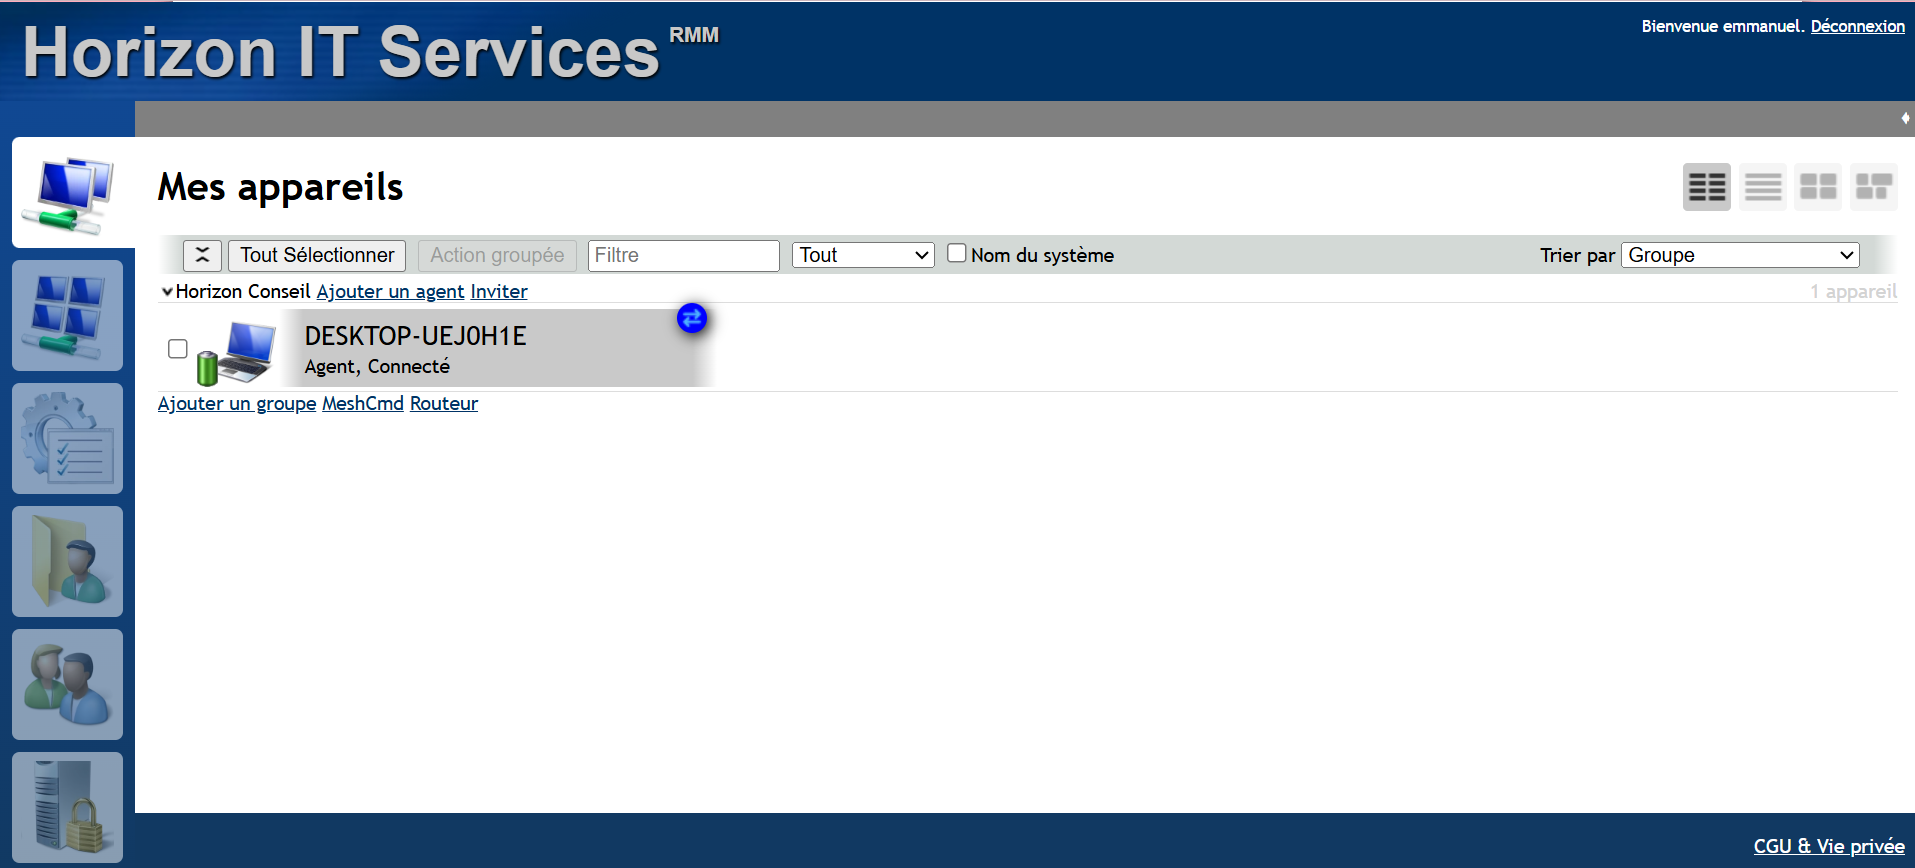 Horizon IT Services RMM
Bienvenue emmanuel. Déconnexion
Mes appareils
Tout Sélectionner Action groupée Filtre Tout Nom du système Trier par Groupe
Horizon Conseil Ajouter un agent Inviter 1 appareil
DESKTOP-UEJ0H1E
Agent, Connecté
Ajouter un groupe MeshCmd Routeur
CGU & Vie privée